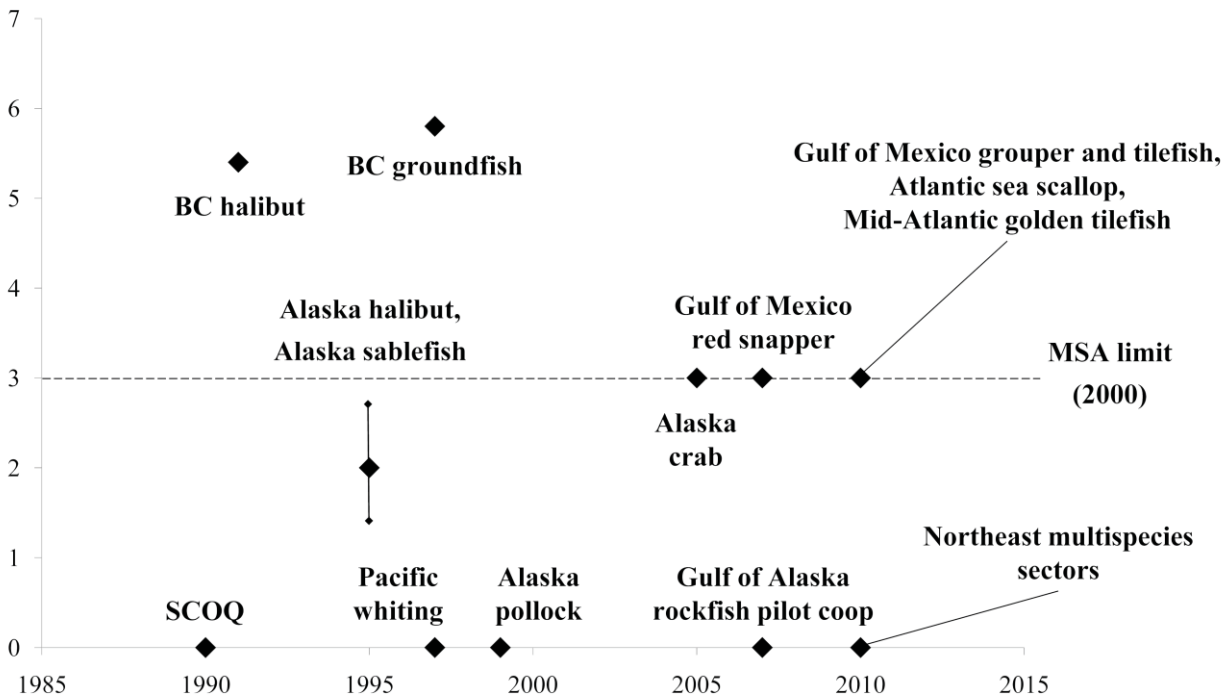 7
6
5
4
3
2
1
0
BC halibut
BC groundfish
Gulf of Mexico grouper and tilefish,
Atlantic sea scallop,
Mid-Atlantic golden tilefish
Alaska halibut,
Alaska sablefish
Gulf of Mexico
red snapper
MSA limit
(2000)
Alaska
crab
Northeast multispecies
sectors
SCOQ
Pacific
whiting
Alaska
pollock
Gulf of Alaska
rockfish pilot coop
1985 1990 1995 2000 2005 2010 2015